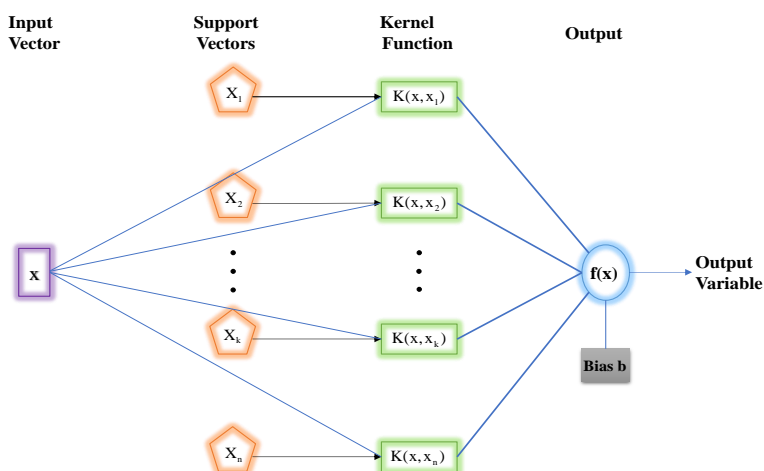 Input
Vector
Support
Vectors
Kernel
Function
Output
X₁
K(x, x₁)
X₂
K(x, x₂)
x
f(x)
Output
Variable
Xₖ
K(x, xₖ)
Bias b
Xₙ
K(x, xₙ)